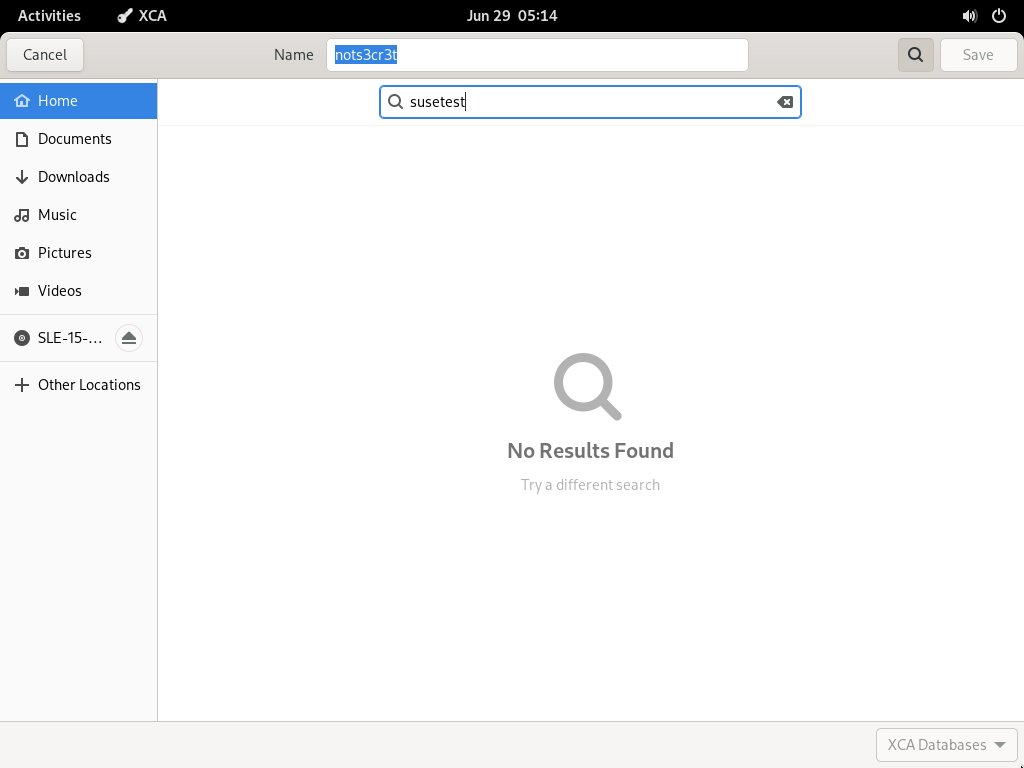 Activities XCA Jun 29 05:14
Cancel Name nots3cr3t Save
Home
susetest
Documents
Downloads
Music
Pictures
Videos
SLE-15-...
Other Locations
No Results Found
Try a different search
XCA Databases